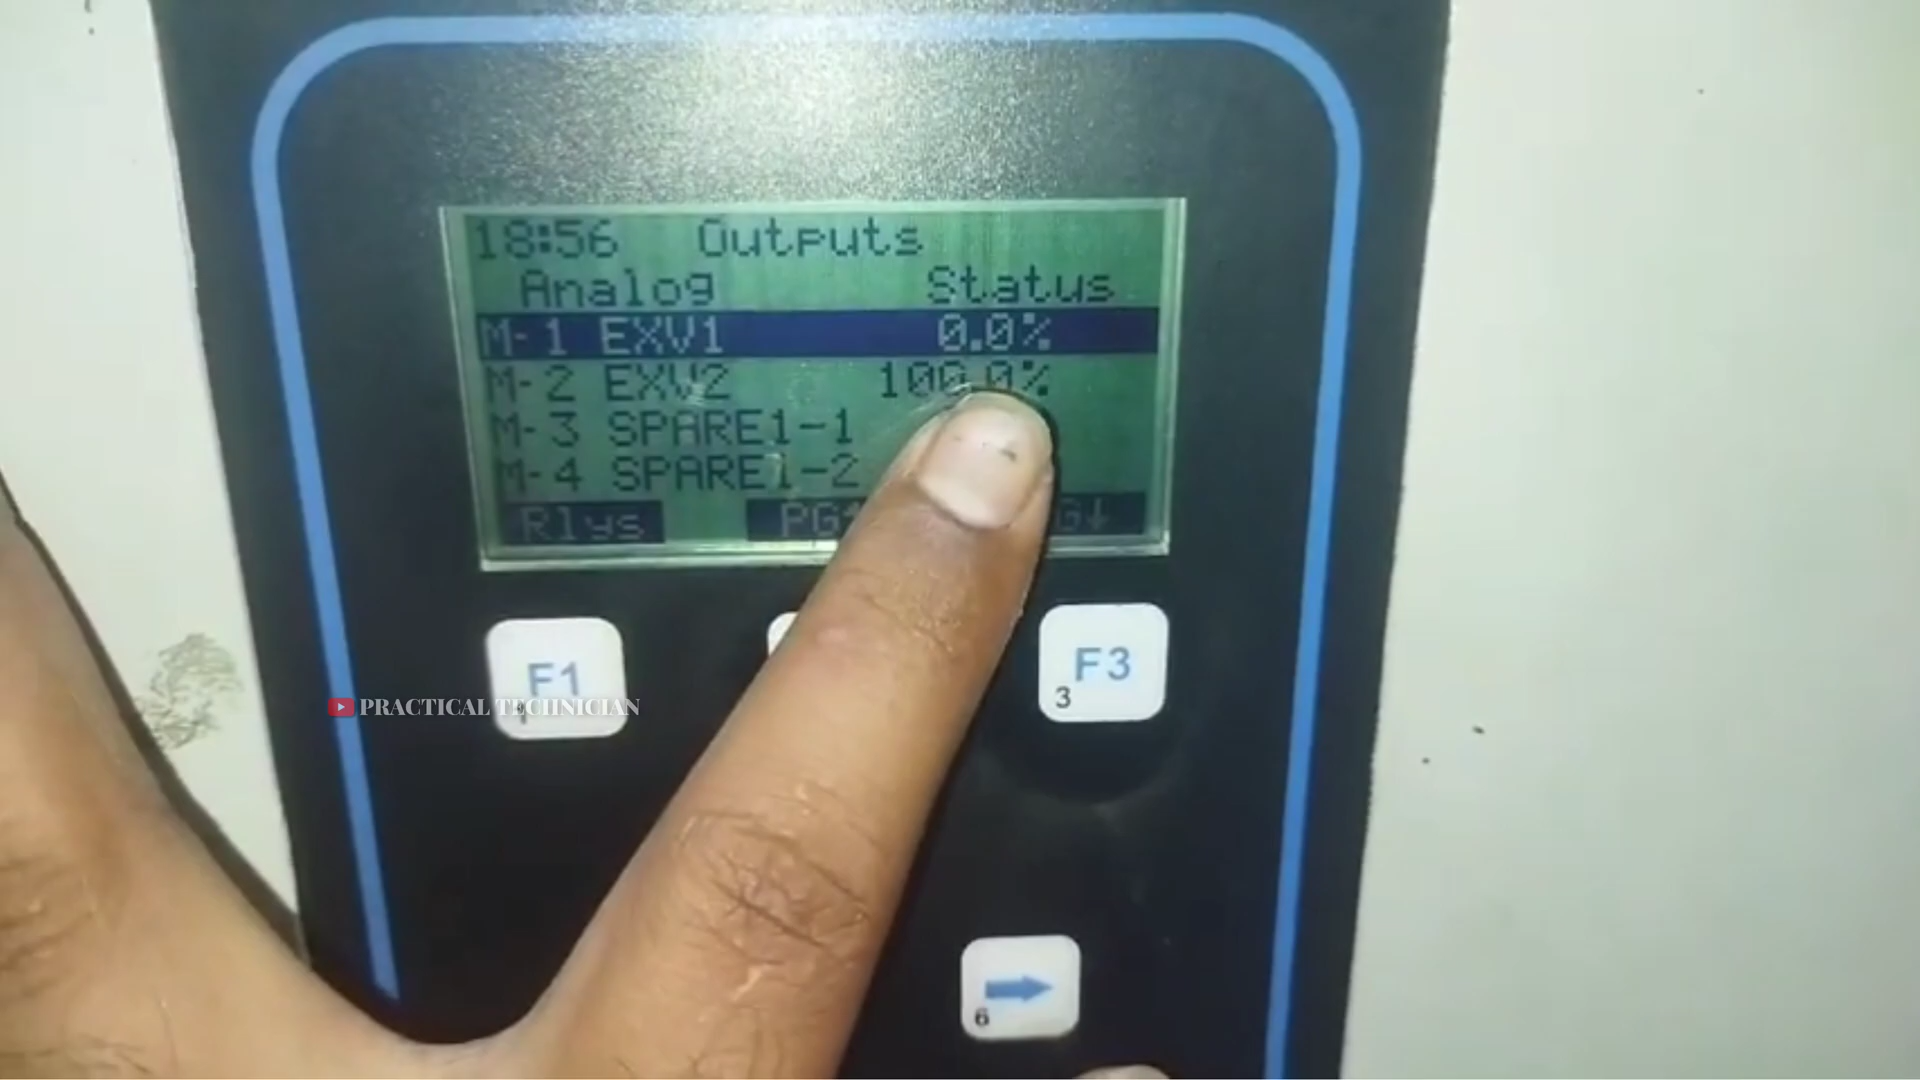 18:56 Outputs
Analog Status
M-1 EXV1 0.0%
M-2 EXV2 100.0%
M-3 SPARE1-1
M-4 SPARE1-2
Rlys PG↑ G↓
F1
F3
3
PRACTICAL TECHNICIAN
6